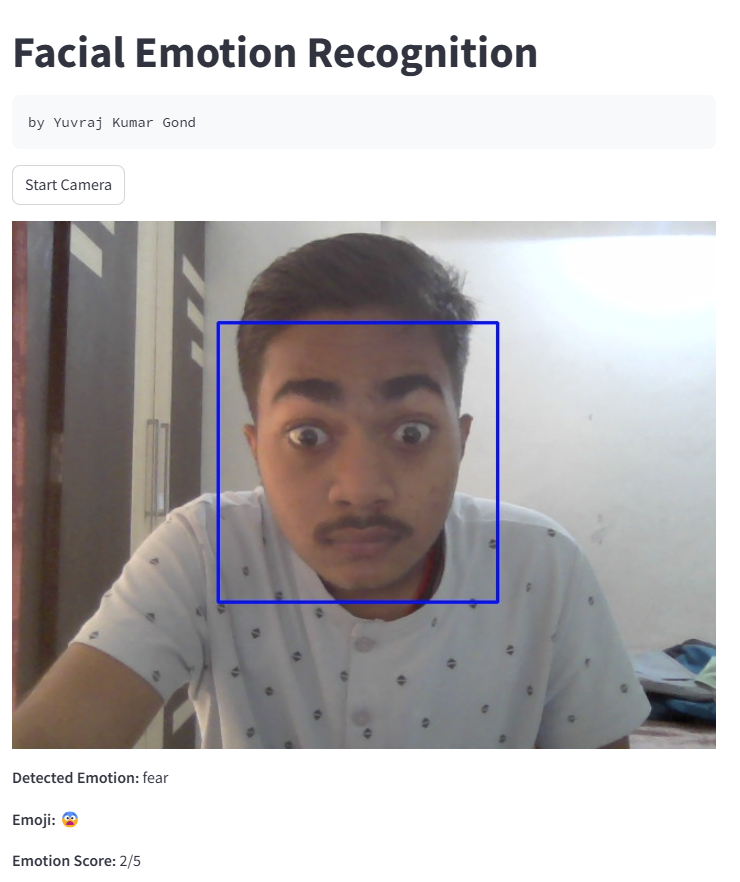 Facial Emotion Recognition
by Yuvraj Kumar Gond
Start Camera
Detected Emotion: fear
Emoji: 😨
Emotion Score: 2/5